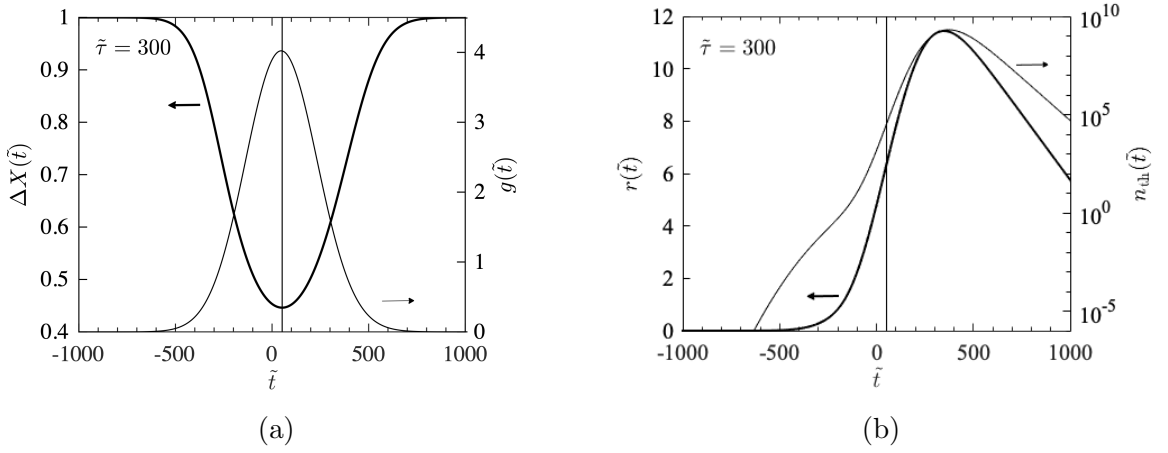 1
0.9
0.8
0.7
0.6
0.5
0.4
ΔX(t̃)
τ̃ = 300
4
3
2
1
0
g(t̃)
-1000 -500 0 500 1000
t̃
(a)
12
10
8
6
4
2
0
r(t̃)
τ̃ = 300
10^10
10^5
10^0
10^-5
n_th(t̃)
-1000 -500 0 500 1000
t̃
(b)